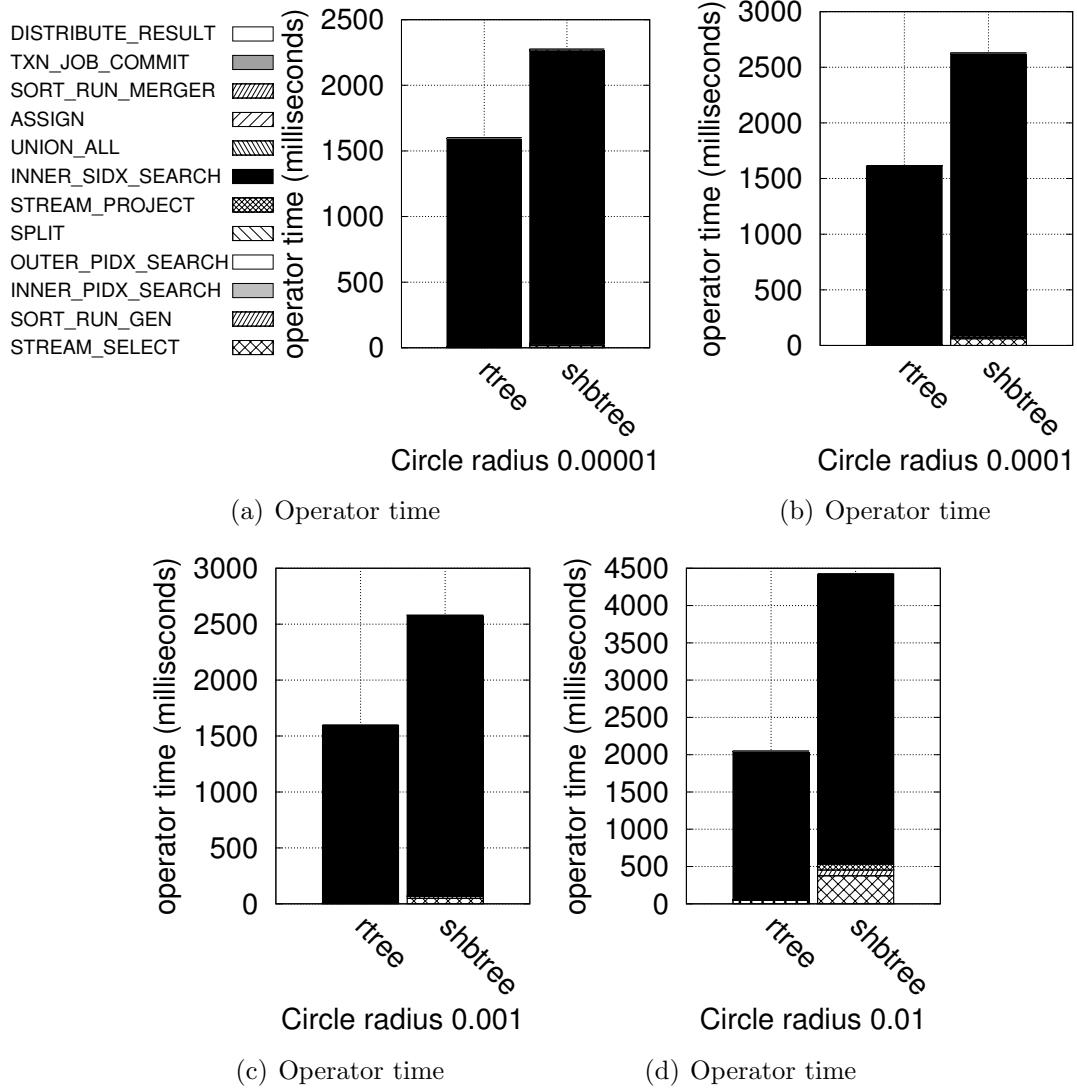 DISTRIBUTE_RESULT
TXN_JOB_COMMIT
SORT_RUN_MERGER
ASSIGN
UNION_ALL
INNER_SIDX_SEARCH
STREAM_PROJECT
SPLIT
OUTER_PIDX_SEARCH
INNER_PIDX_SEARCH
SORT_RUN_GEN
STREAM_SELECT
operator time (milliseconds)
2500
2000
1500
1000
500
0
rtree
shbtree
Circle radius 0.00001
(a) Operator time
operator time (milliseconds)
3000
2500
2000
1500
1000
500
0
rtree
shbtree
Circle radius 0.0001
(b) Operator time
operator time (milliseconds)
3000
2500
2000
1500
1000
500
0
rtree
shbtree
Circle radius 0.001
(c) Operator time
operator time (milliseconds)
4500
4000
3500
3000
2500
2000
1500
1000
500
0
rtree
shbtree
Circle radius 0.01
(d) Operator time